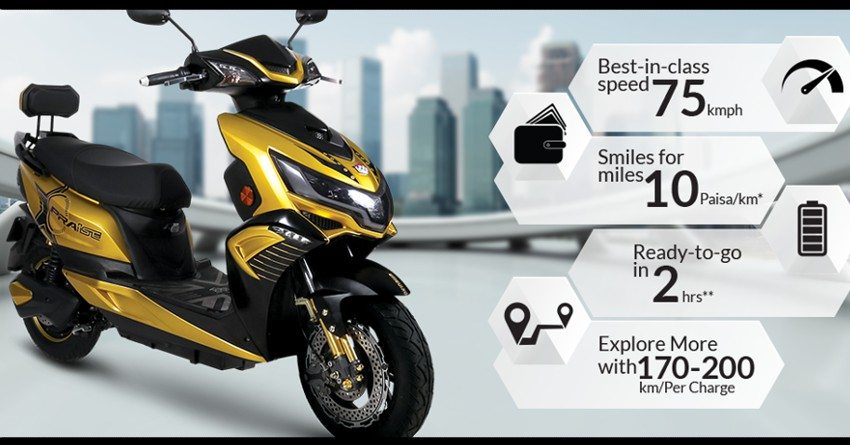 PRAISE
Best-in-class
speed 75 kmph
Smiles for
miles 10 Paisa/km*
Ready-to-go
in 2 hrs**
Explore More
with 170-200
km/Per Charge